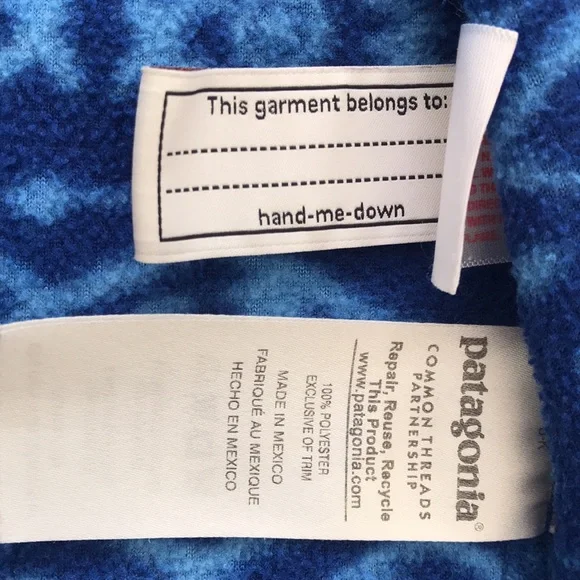 This garment belongs to:
hand-me-down
patagonia®
COMMON THREADS
PARTNERSHIP
Repair, Reuse, Recycle
This Product
www.patagonia.com
100% POLYESTER
EXCLUSIVE OF TRIM
MADE IN MEXICO
FABRIQUÉ AU MEXIQUE
HECHO EN MEXICO